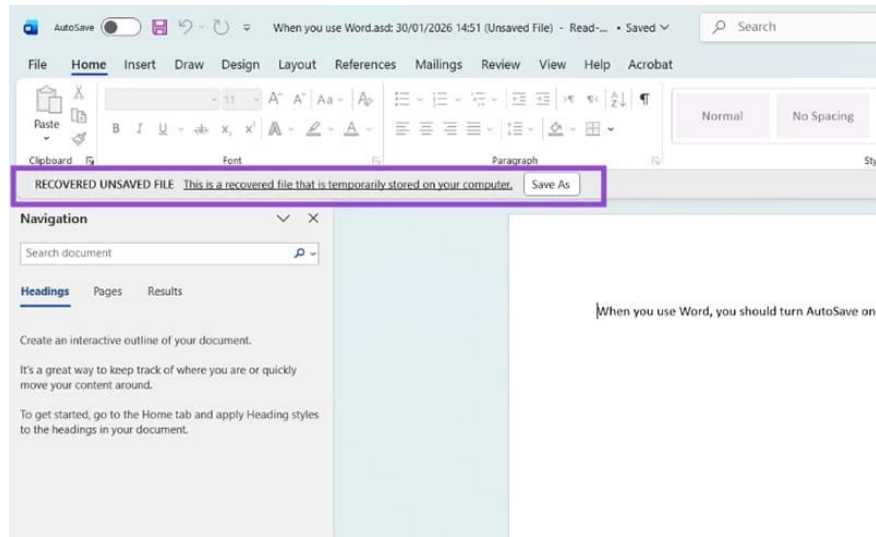 AutoSave When you use Word.asd: 30/01/2026 14:51 (Unsaved File) - Read-... • Saved Search
File Home Insert Draw Design Layout References Mailings Review View Help Acrobat
Paste 11 A A Aa A Normal No Spacing
B I U ab x, x² A A
Clipboard Font Paragraph Sty
RECOVERED UNSAVED FILE This is a recovered file that is temporarily stored on your computer. Save As
Navigation
Search document
Headings Pages Results
When you use Word, you should turn AutoSave on
Create an interactive outline of your document.
It's a great way to keep track of where you are or quickly
move your content around.
To get started, go to the Home tab and apply Heading styles
to the headings in your document.